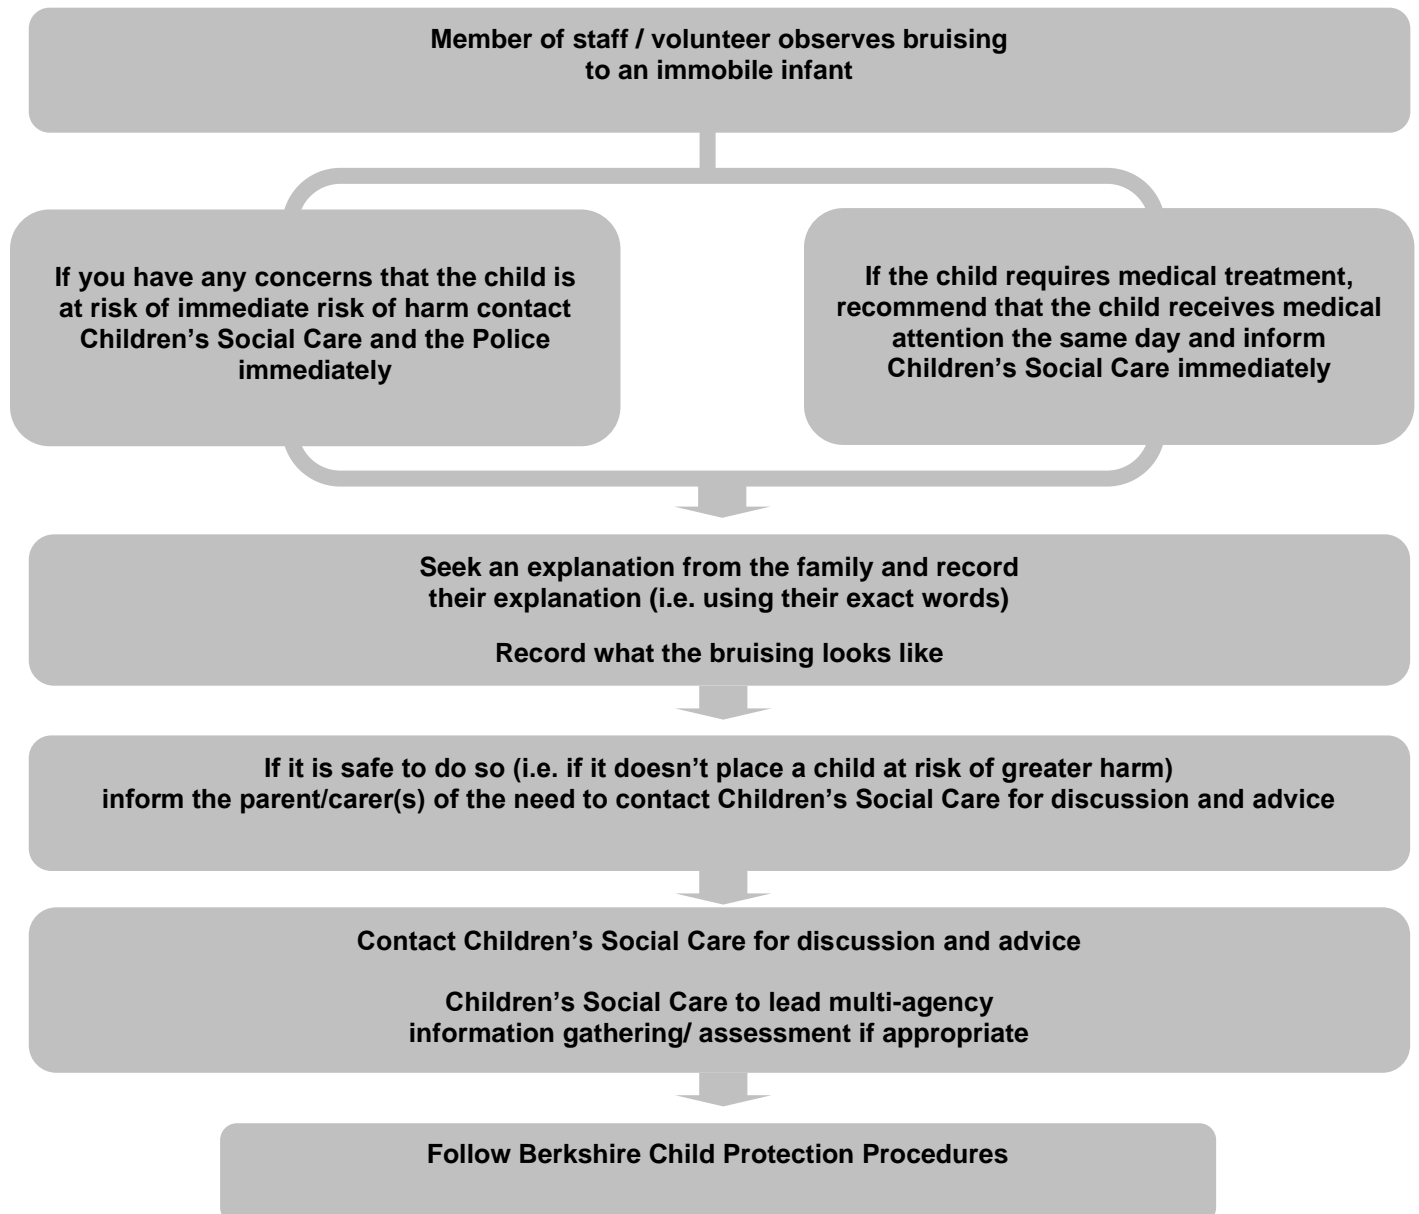 Member of staff / volunteer observes bruising
to an immobile infant
If you have any concerns that the child is
at risk of immediate risk of harm contact
Children’s Social Care and the Police
immediately
If the child requires medical treatment,
recommend that the child receives medical
attention the same day and inform
Children’s Social Care immediately
Seek an explanation from the family and record
their explanation (i.e. using their exact words)
Record what the bruising looks like
If it is safe to do so (i.e. if it doesn’t place a child at risk of greater harm)
inform the parent/carer(s) of the need to contact Children’s Social Care for discussion and advice
Contact Children’s Social Care for discussion and advice
Children’s Social Care to lead multi-agency
information gathering/ assessment if appropriate
Follow Berkshire Child Protection Procedures